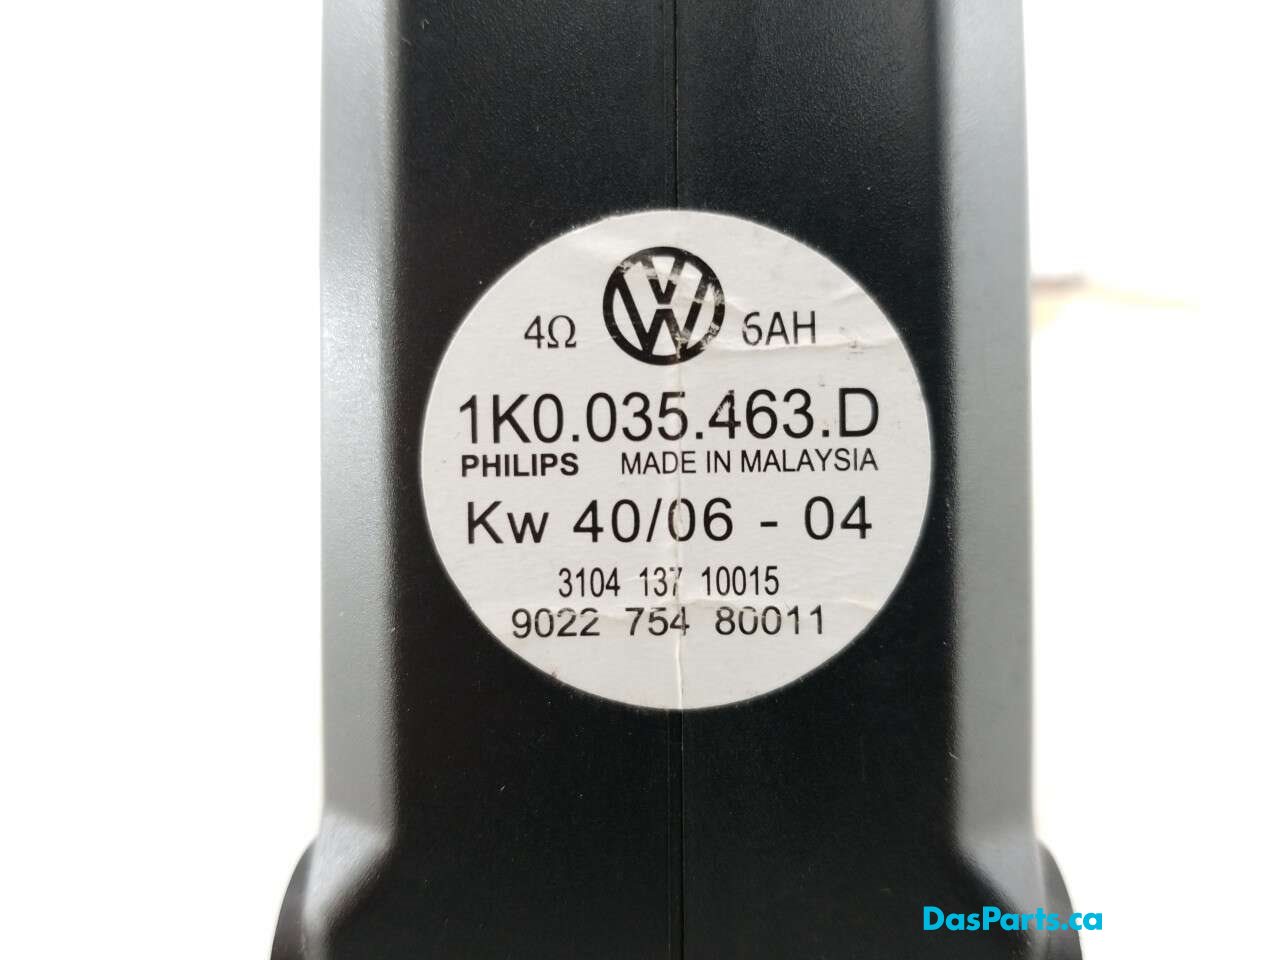 4Ω VW 6AH
1K0.035.463.D
PHILIPS MADE IN MALAYSIA
Kw 40/06 - 04
3104 137 10015
9022 754 80011
DasParts.ca